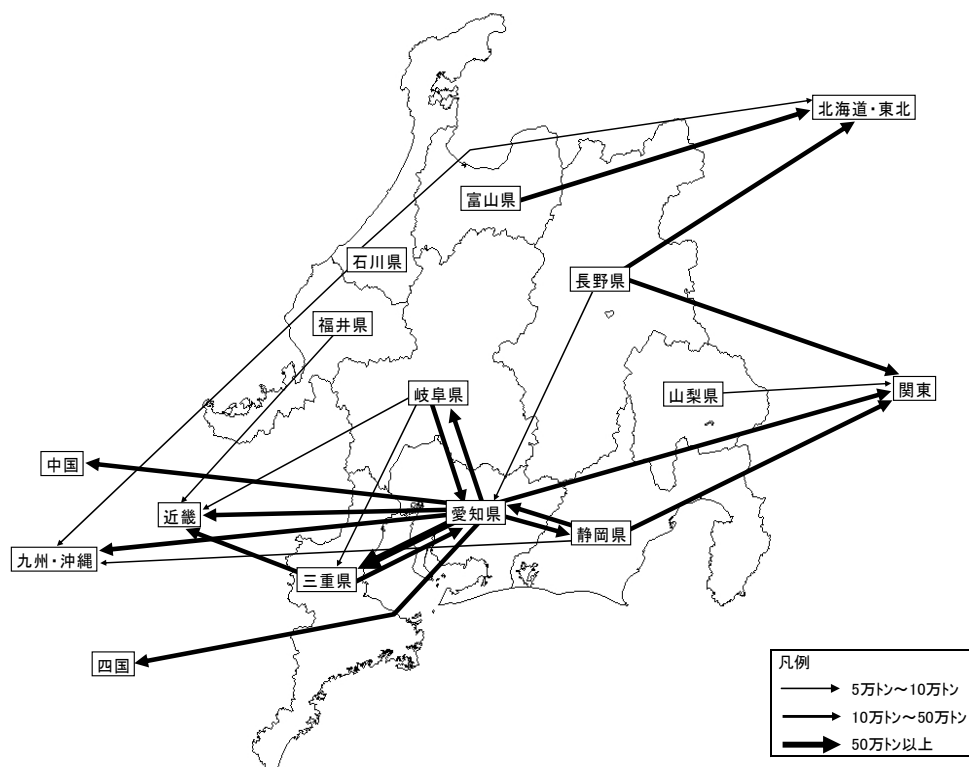 北海道・東北
富山県
石川県
長野県
福井県
岐阜県
山梨県
関東
中国
近畿
愛知県
静岡県
九州・沖縄
三重県
四国
凡例
5万トン～10万トン
10万トン～50万トン
50万トン以上